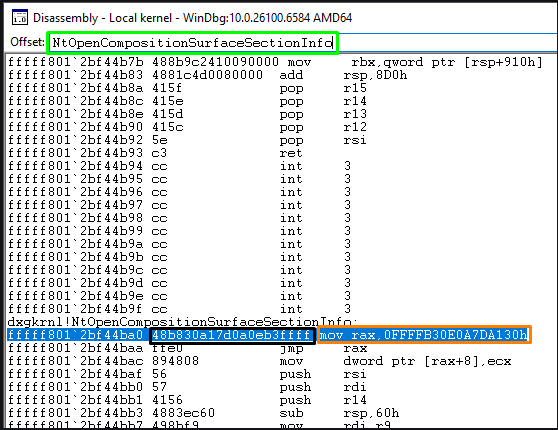 Disassembly - Local kernel - WinDbg:10.0.26100.6584 AMD64
Offset: NtOpenCompositionSurfaceSectionInfo
fffff801`2bf44b7b 488b9c2410090000 mov rbx,qword ptr [rsp+910h]
fffff801`2bf44b83 4881c4d0080000 add rsp,8D0h
fffff801`2bf44b8a 415f pop r15
fffff801`2bf44b8c 415e pop r14
fffff801`2bf44b8e 415d pop r13
fffff801`2bf44b90 415c pop r12
fffff801`2bf44b92 5e pop rsi
fffff801`2bf44b93 c3 ret
fffff801`2bf44b94 cc int 3
fffff801`2bf44b95 cc int 3
fffff801`2bf44b96 cc int 3
fffff801`2bf44b97 cc int 3
fffff801`2bf44b98 cc int 3
fffff801`2bf44b99 cc int 3
fffff801`2bf44b9a cc int 3
fffff801`2bf44b9b cc int 3
fffff801`2bf44b9c cc int 3
fffff801`2bf44b9d cc int 3
fffff801`2bf44b9e cc int 3
fffff801`2bf44b9f cc int 3
dxgkrnl!NtOpenCompositionSurfaceSectionInfo:
fffff801`2bf44ba0 48b830a17d0a0eb3ffff mov rax,0FFFFB30E0A7DA130h
fffff801`2bf44baa ffe0 jmp rax
fffff801`2bf44bac 894808 mov dword ptr [rax+8],ecx
fffff801`2bf44baf 56 push rsi
fffff801`2bf44bb0 57 push rdi
fffff801`2bf44bb1 4156 push r14
fffff801`2bf44bb3 4883ec60 sub rsp,60h
fffff801`2bf44bb7 498bf9 mov rdi,r9